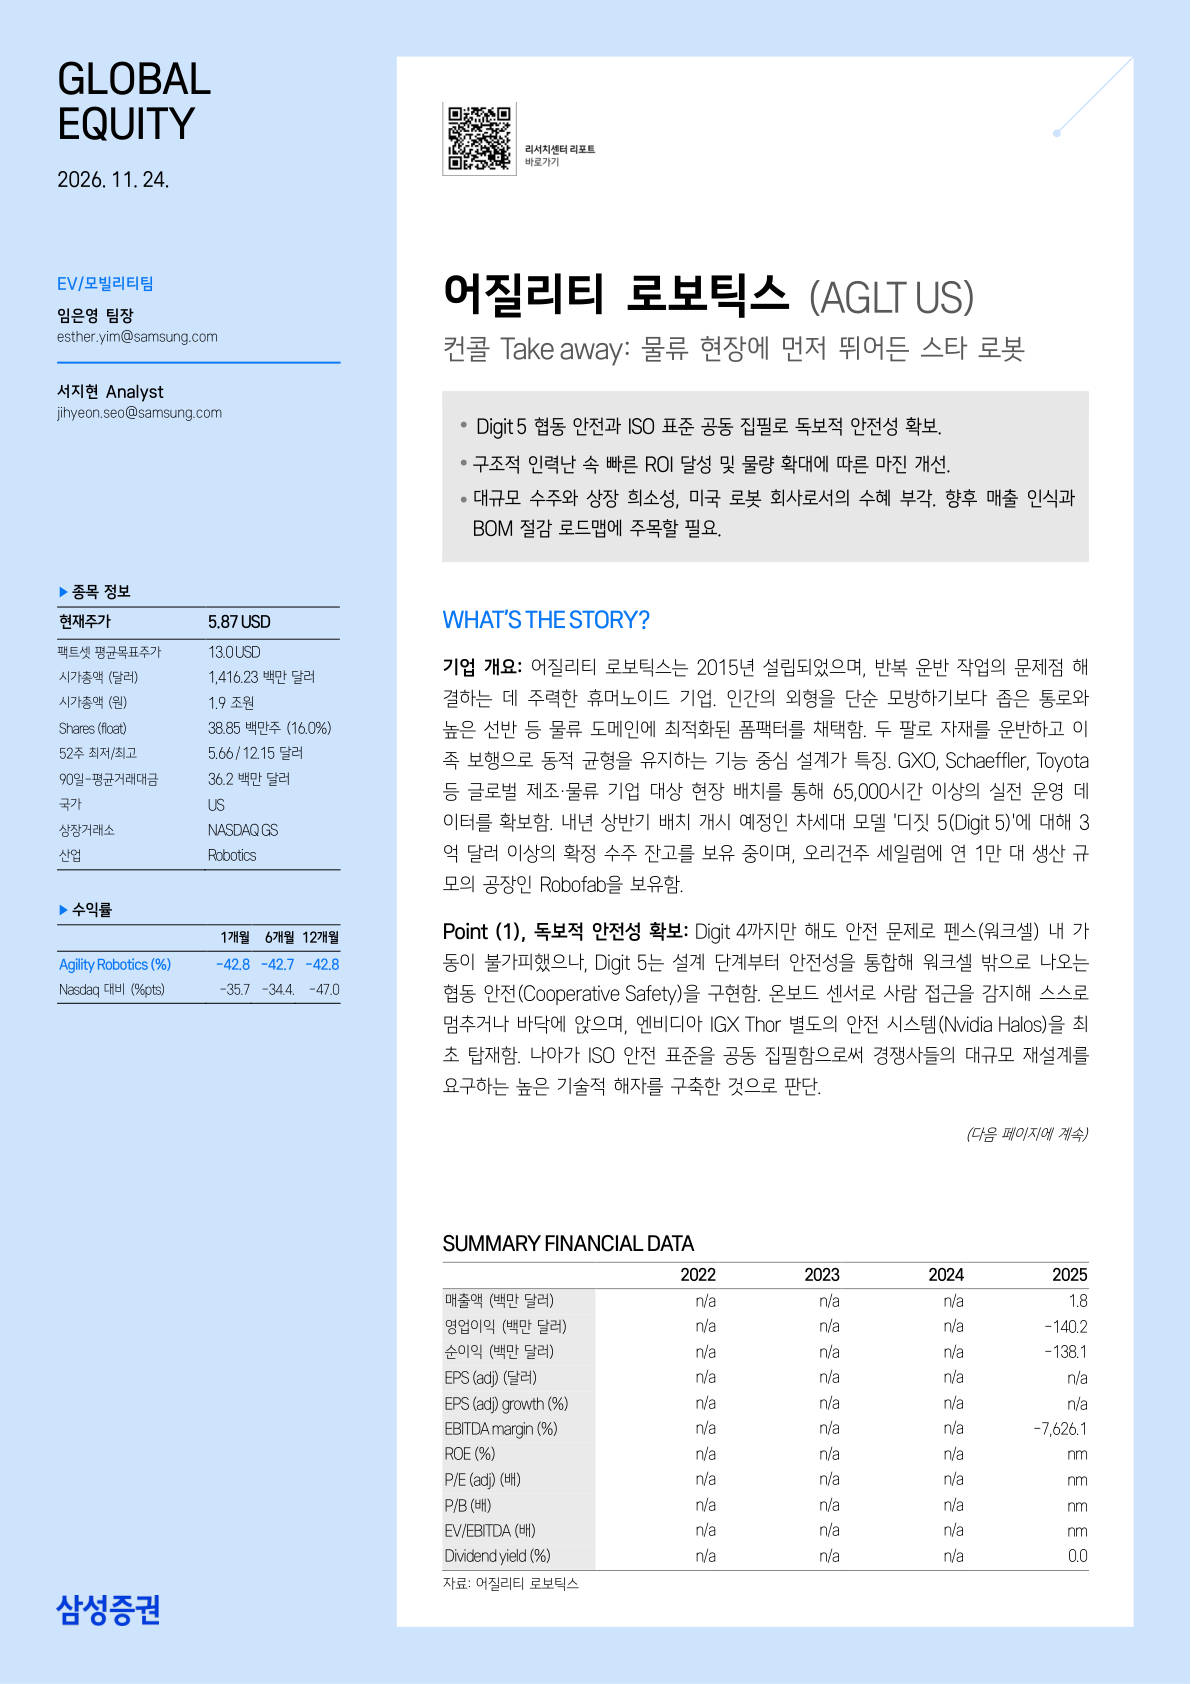 GLOBAL
EQUITY
2026. 11. 24.
EV/모빌리티팀
임은영 팀장
esther.yim@samsung.com
서지현 Analyst
jihyeon.seo@samsung.com
▶ 종목 정보
현재주가 5.87 USD
팩트셋 평균목표주가 13.0 USD
시가총액 (달러) 1,416.23 백만 달러
시가총액 (원) 1.9 조원
Shares (float) 38.85 백만주 (16.0%)
52주 최저/최고 5.66 / 12.15 달러
90일-평균거래대금 36.2 백만 달러
국가 US
상장거래소 NASDAQ GS
산업 Robotics
▶ 수익률
1개월 6개월 12개월
Agility Robotics (%) -42.8 -42.7 -42.8
Nasdaq 대비 (%pts) -35.7 -34.4. -47.0
삼성증권
리서치센터 리포트
바로가기
어질리티 로보틱스 (AGLT US)
컨콜 Take away: 물류 현장에 먼저 뛰어든 스타 로봇
• Digit 5 협동 안전과 ISO 표준 공동 집필로 독보적 안전성 확보.
• 구조적 인력난 속 빠른 ROI 달성 및 물량 확대에 따른 마진 개선.
• 대규모 수주와 상장 희소성, 미국 로봇 회사로서의 수혜 부각. 향후 매출 인식과
BOM 절감 로드맵에 주목할 필요.
WHAT'S THE STORY?
기업 개요: 어질리티 로보틱스는 2015년 설립되었으며, 반복 운반 작업의 문제점 해
결하는 데 주력한 휴머노이드 기업. 인간의 외형을 단순 모방하기보다 좁은 통로와
높은 선반 등 물류 도메인에 최적화된 폼팩터를 채택함. 두 팔로 자재를 운반하고 이
족 보행으로 동적 균형을 유지하는 기능 중심 설계가 특징. GXO, Schaeffler, Toyota
등 글로벌 제조·물류 기업 대상 현장 배치를 통해 65,000시간 이상의 실전 운영 데
이터를 확보함. 내년 상반기 배치 개시 예정인 차세대 모델 '디짓 5(Digit 5)'에 대해 3
억 달러 이상의 확정 수주 잔고를 보유 중이며, 오리건주 세일럼에 연 1만 대 생산 규
모의 공장인 Robofab을 보유함.
Point (1), 독보적 안전성 확보: Digit 4까지만 해도 안전 문제로 펜스(워크셀) 내 가
동이 불가피했으나, Digit 5는 설계 단계부터 안전성을 통합해 워크셀 밖으로 나오는
협동 안전(Cooperative Safety)을 구현함. 온보드 센서로 사람 접근을 감지해 스스로
멈추거나 바닥에 앉으며, 엔비디아 IGX Thor 별도의 안전 시스템(Nvidia Halos)을 최
초 탑재함. 나아가 ISO 안전 표준을 공동 집필함으로써 경쟁사들의 대규모 재설계를
요구하는 높은 기술적 해자를 구축한 것으로 판단.
(다음 페이지에 계속)
SUMMARY FINANCIAL DATA
2022 2023 2024 2025
매출액 (백만 달러) n/a n/a n/a 1.8
영업이익 (백만 달러) n/a n/a n/a -140.2
순이익 (백만 달러) n/a n/a n/a -138.1
EPS (adj) (달러) n/a n/a n/a n/a
EPS (adj) growth (%) n/a n/a n/a n/a
EBITDA margin (%) n/a n/a n/a -7,626.1
ROE (%) n/a n/a n/a nm
P/E (adj) (배) n/a n/a n/a nm
P/B (배) n/a n/a n/a nm
EV/EBITDA (배) n/a n/a n/a nm
Dividend yield (%) n/a n/a n/a 0.0
자료: 어질리티 로보틱스